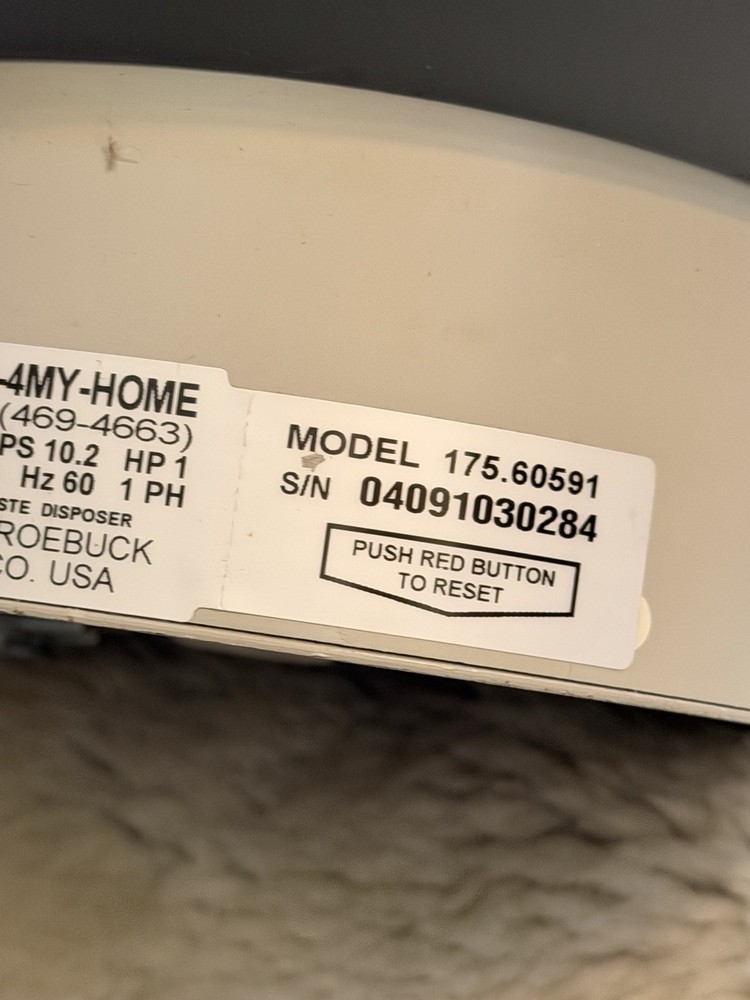 -4MY-HOME
(469-4663)
PS 10.2 HP 1
Hz 60 1 PH
STE DISPOSER
ROEBUCK
CO. USA
MODEL 175.60591
S/N 04091030284
PUSH RED BUTTON
TO RESET